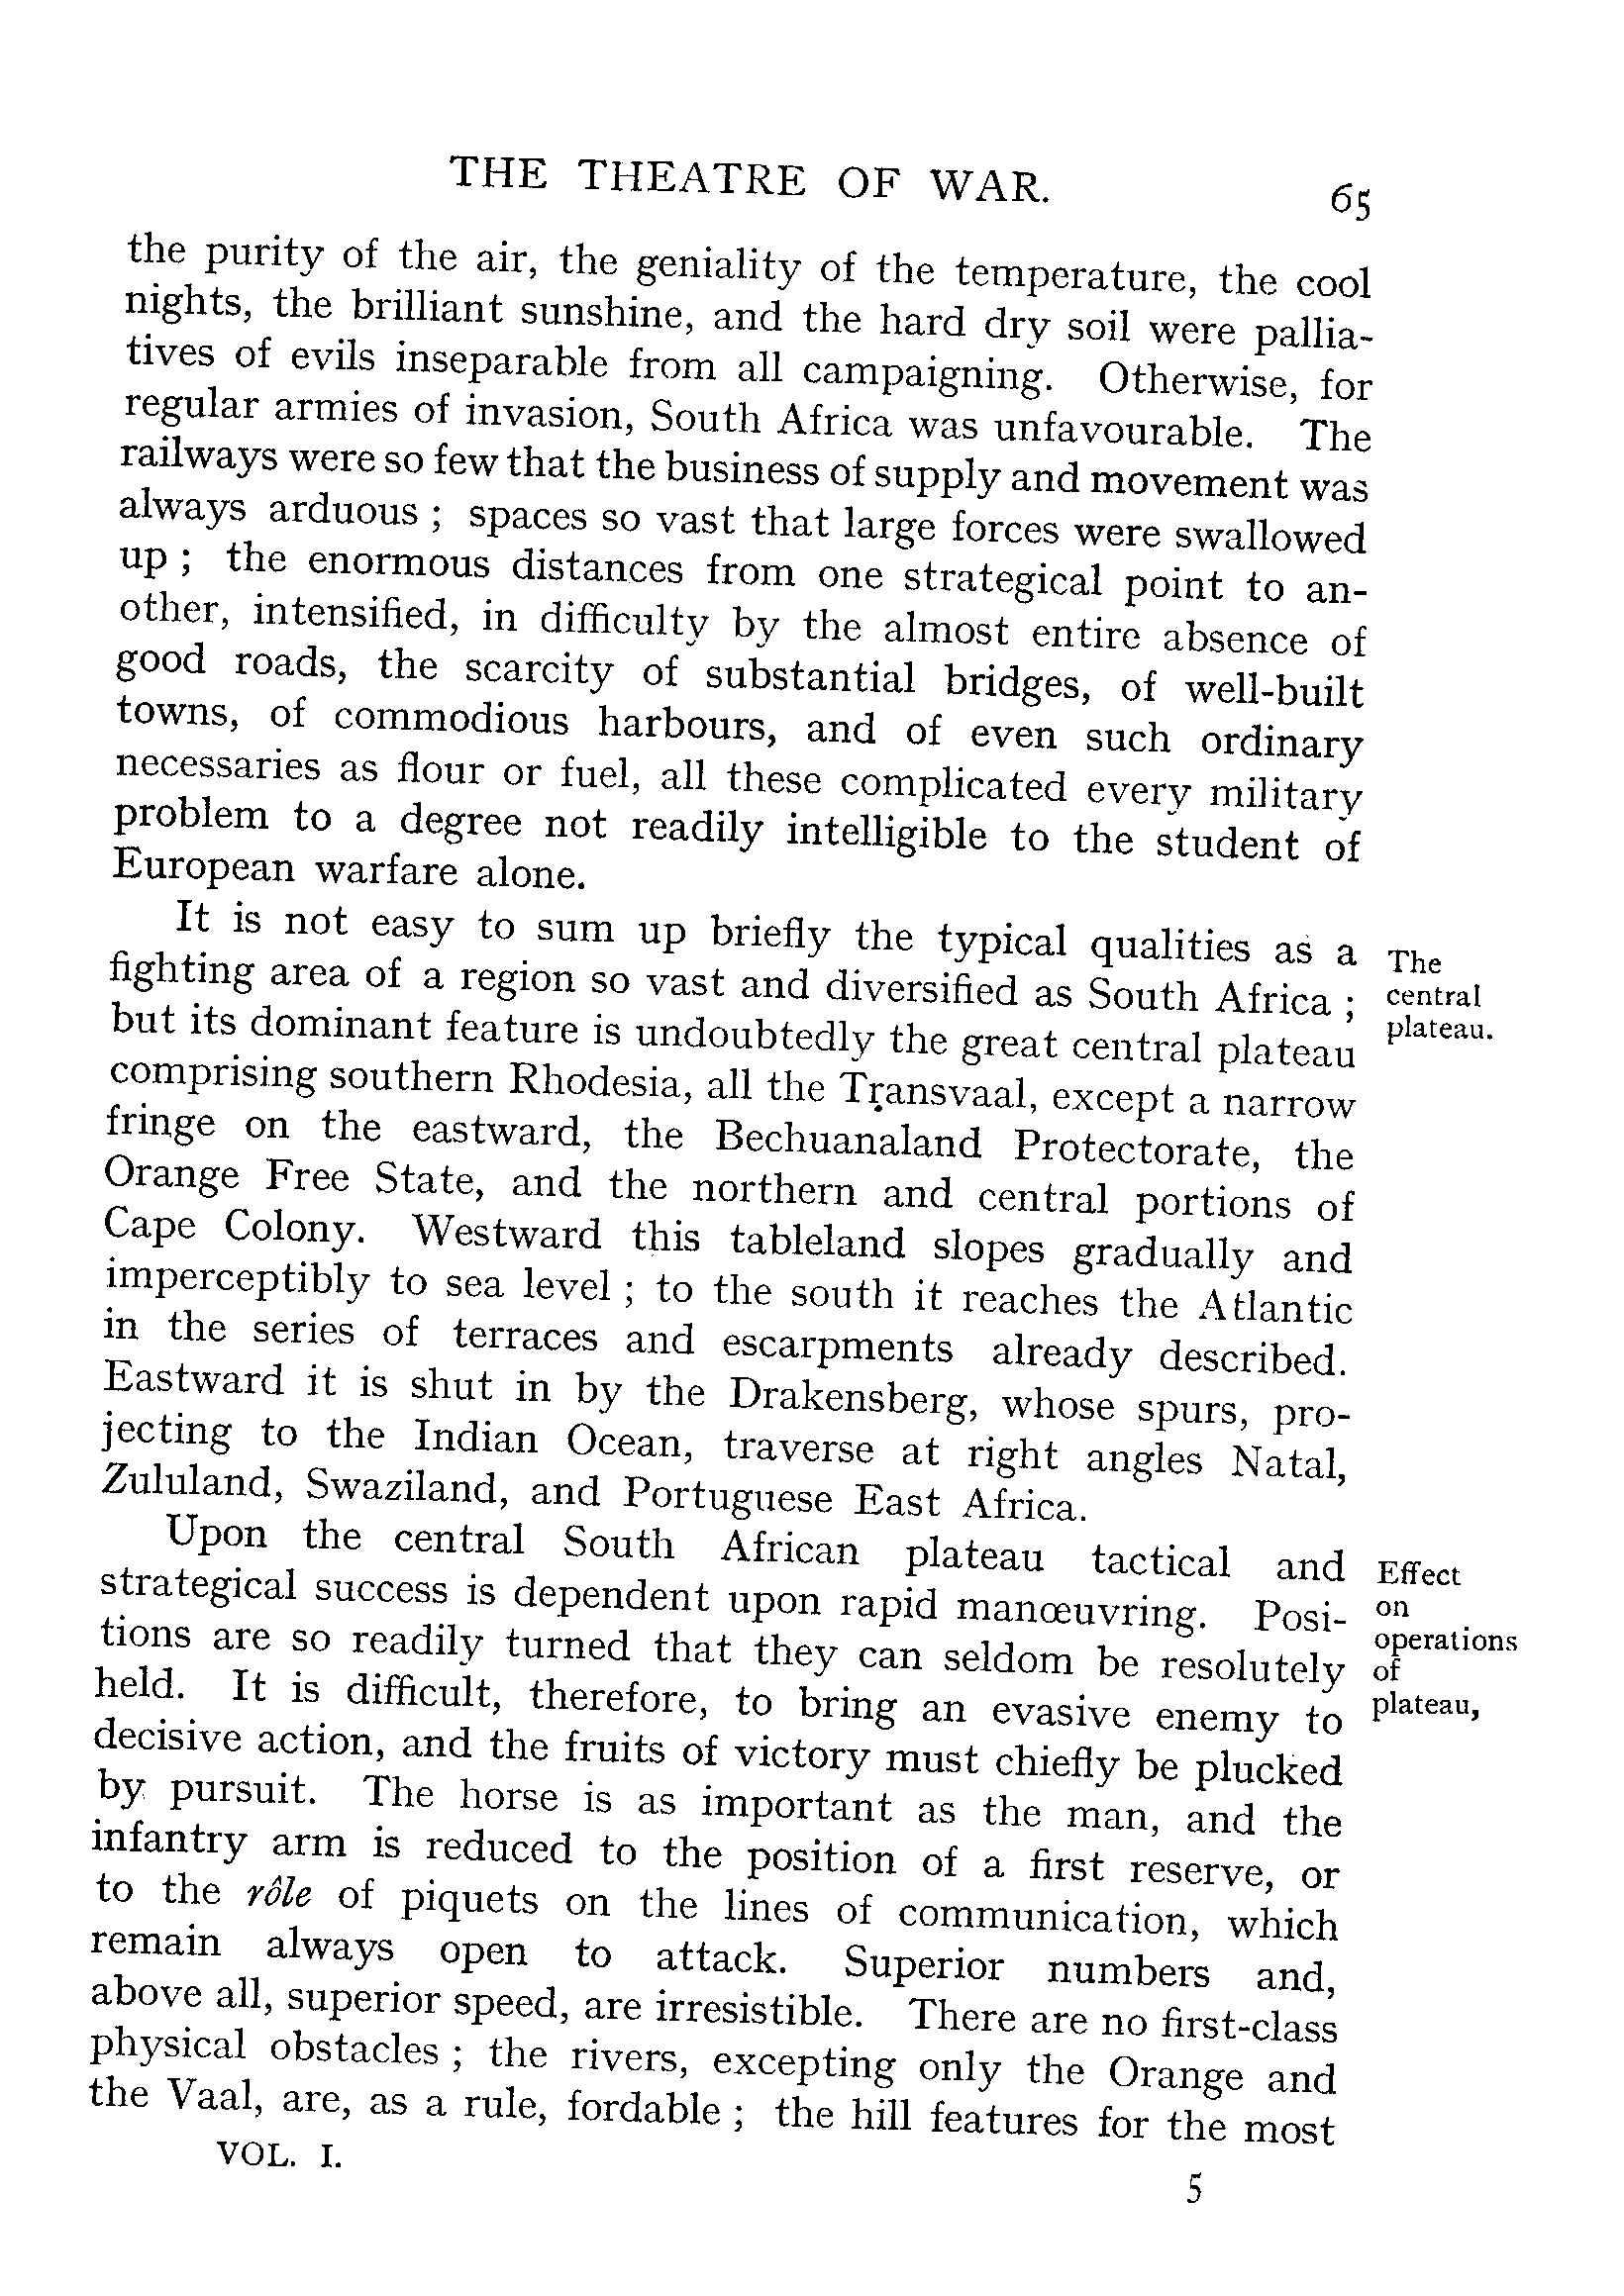 THE THEATRE OF WAR. 65
the purity of the air, the geniality of the temperature, the cool
nights, the brilliant sunshine, and the hard dry soil were pallia-
tives of evils inseparable from all campaigning. Otherwise, for
regular armies of invasion, South Africa was unfavourable. The
railways were so few that the business of supply and movement was
always arduous ; spaces so vast that large forces were swallowed
up ; the enormous distances from one strategical point to an-
other, intensified, in difficulty by the almost entire absence of
good roads, the scarcity of substantial bridges, of well-built
towns, of commodious harbours, and of even such ordinary
necessaries as flour or fuel, all these complicated every military
problem to a degree not readily intelligible to the student of
European warfare alone.
It is not easy to sum up briefly the typical qualities as a
fighting area of a region so vast and diversified as South Africa ;
but its dominant feature is undoubtedly the great central plateau
comprising southern Rhodesia, all the Transvaal, except a narrow
fringe on the eastward, the Bechuanaland Protectorate, the
Orange Free State, and the northern and central portions of
Cape Colony. Westward this tableland slopes gradually and
imperceptibly to sea level ; to the south it reaches the Atlantic
in the series of terraces and escarpments already described.
Eastward it is shut in by the Drakensberg, whose spurs, pro-
jecting to the Indian Ocean, traverse at right angles Natal,
Zululand, Swaziland, and Portuguese East Africa.
The
central
plateau.
Upon the central South African plateau tactical and
strategical success is dependent upon rapid manœuvring. Posi-
tions are so readily turned that they can seldom be resolutely
held. It is difficult, therefore, to bring an evasive enemy to
decisive action, and the fruits of victory must chiefly be plucked
by pursuit. The horse is as important as the man, and the
infantry arm is reduced to the position of a first reserve, or
to the rôle of piquets on the lines of communication, which
remain always open to attack. Superior numbers and,
above all, superior speed, are irresistible. There are no first-class
physical obstacles ; the rivers, excepting only the Orange and
the Vaal, are, as a rule, fordable ; the hill features for the most
Effect
on
operations
of
plateau,
VOL. I.
5